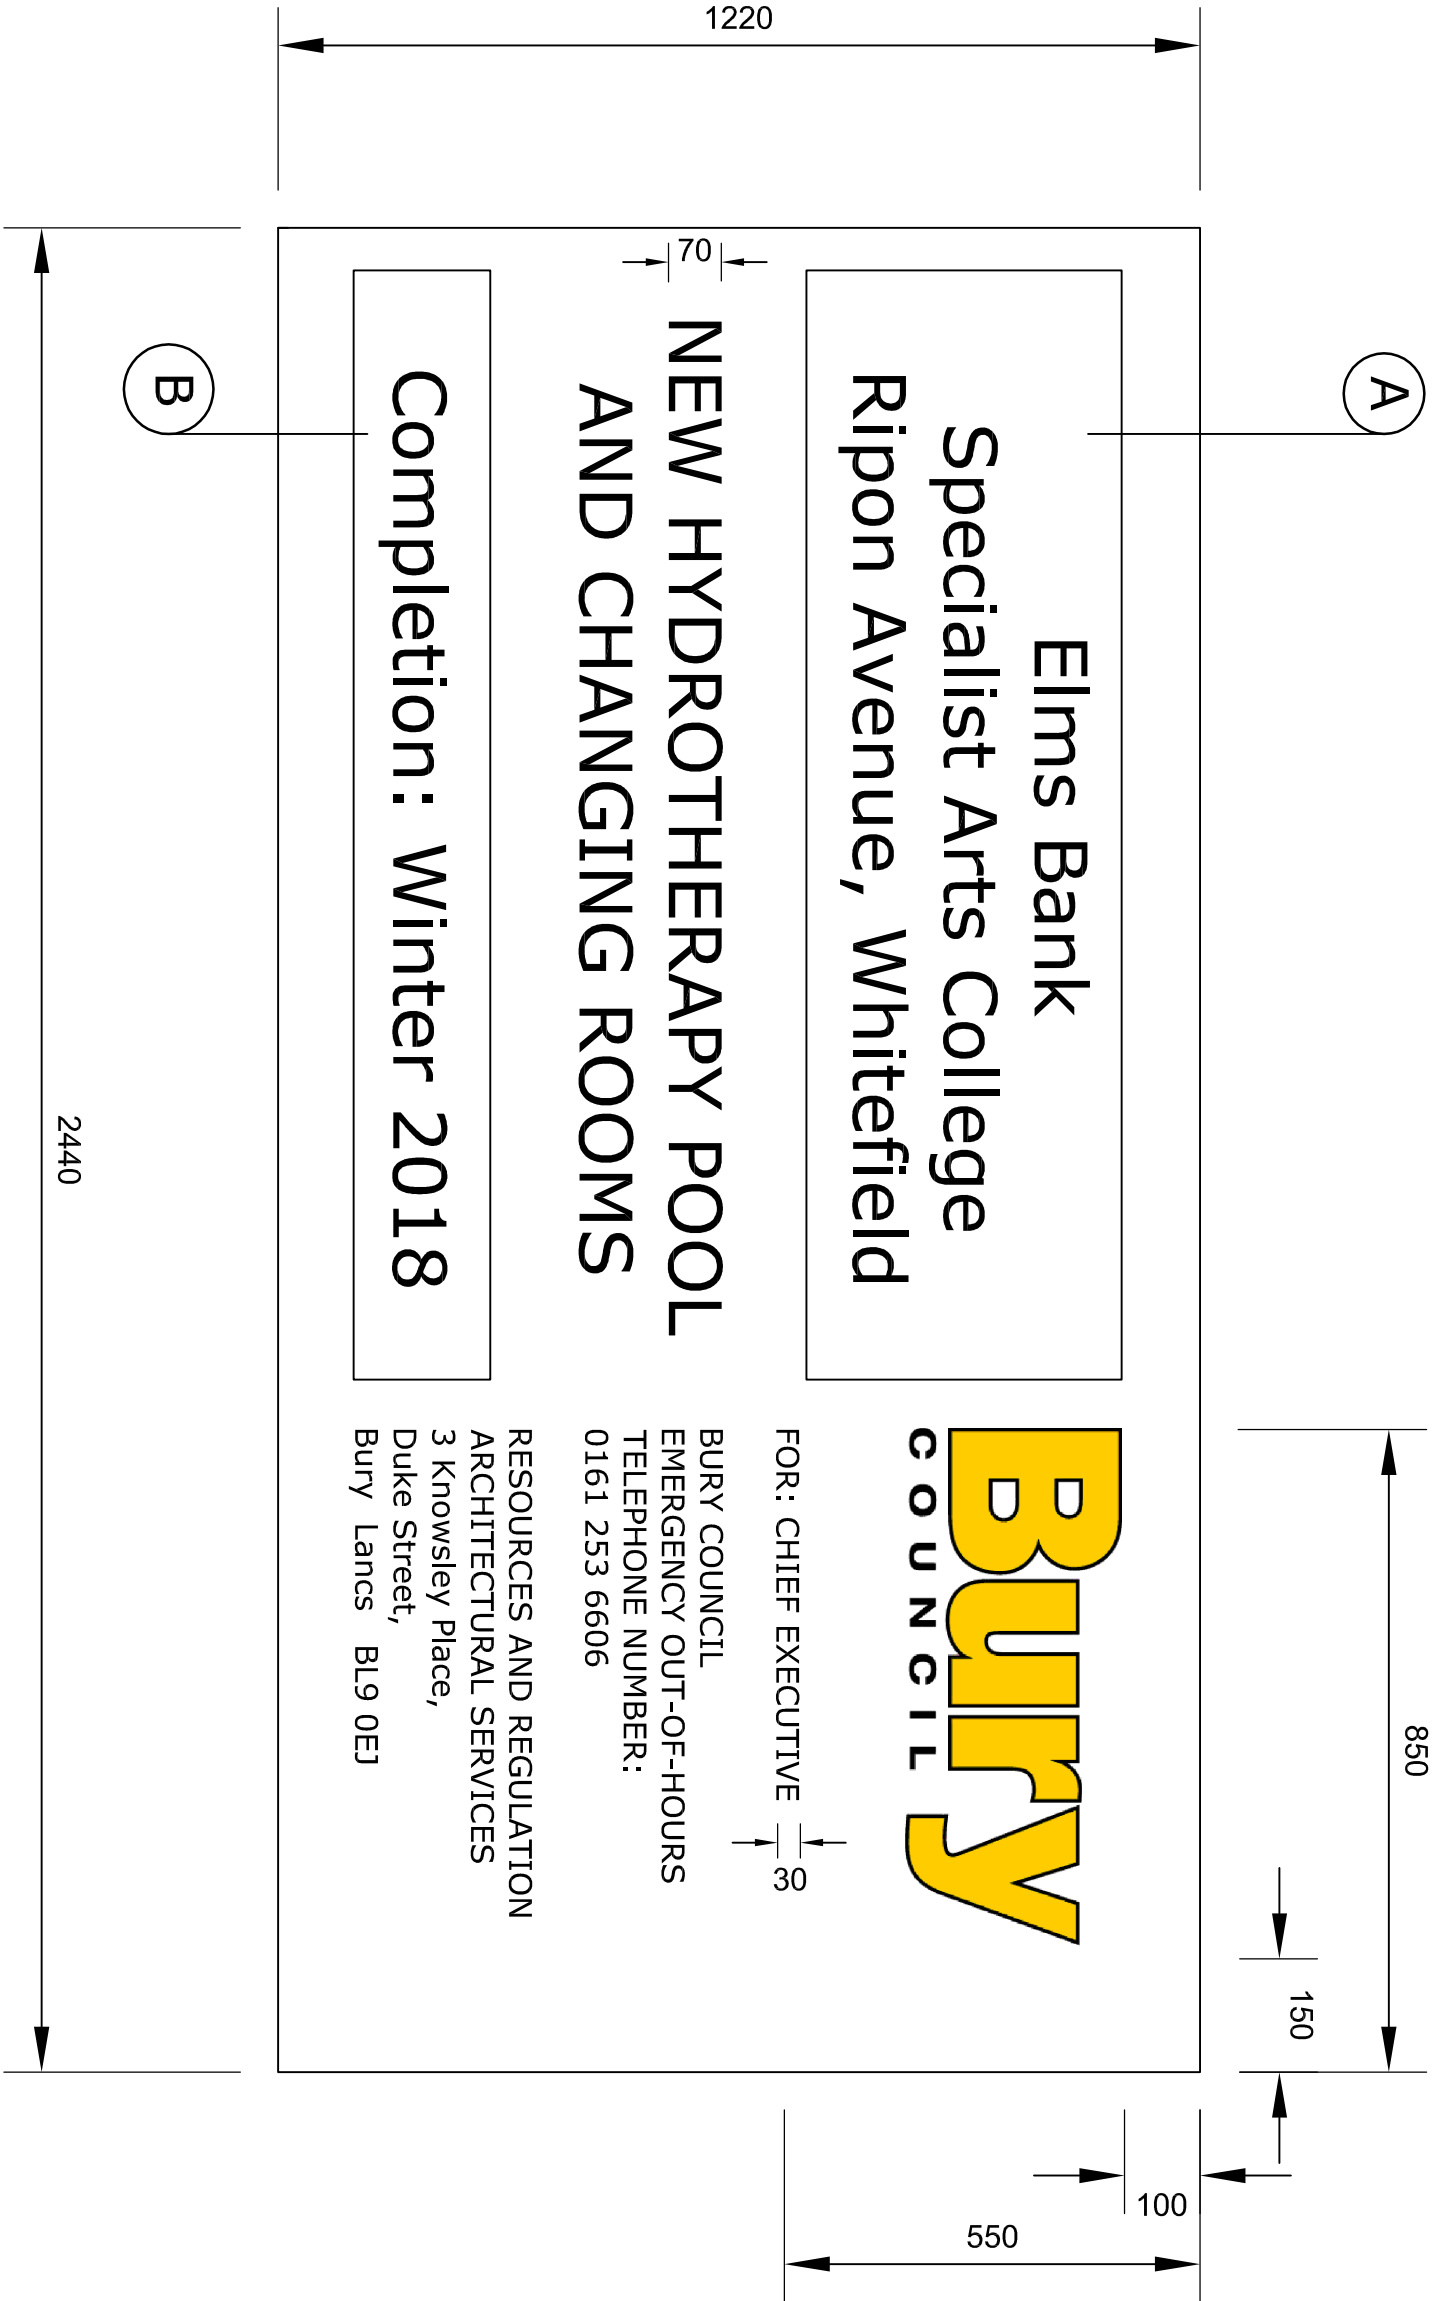 A
Elms Bank
Specialist Arts College
Ripon Avenue, Whitefield
70
NEW HYDROTHERAPY POOL
AND CHANGING ROOMS
Completion: Winter 2018
B
Bury
COUNCIL
FOR: CHIEF EXECUTIVE
30
BURY COUNCIL
EMERGENCY OUT-OF-HOURS
TELEPHONE NUMBER:
0161 253 6606
RESOURCES AND REGULATION
ARCHITECTURAL SERVICES
3 Knowsley Place,
Duke Street,
Bury Lancs BL9 0EJ
850
150
100
550
1220
2440